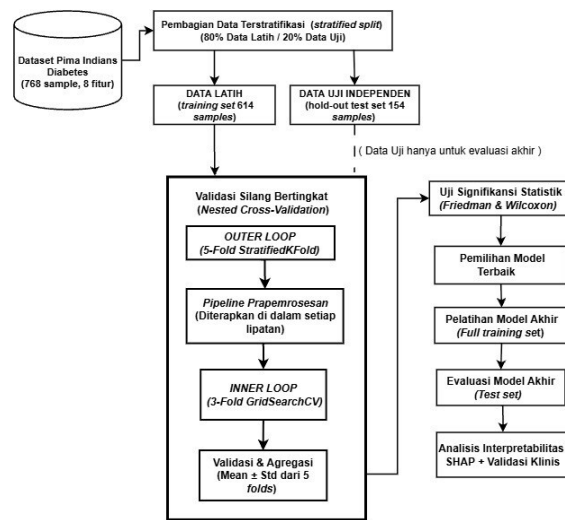 Dataset Pima Indians
Diabetes
(768 sample, 8 fitur)
Pembagian Data Terstratifikasi (stratified split)
(80% Data Latih / 20% Data Uji)
DATA LATIH
(training set 614
samples)
DATA UJI INDEPENDEN
(hold-out test set 154
samples)
( Data Uji hanya untuk evaluasi akhir )
Validasi Silang Bertingkat
(Nested Cross-Validation)
OUTER LOOP
(5-Fold StratifiedKFold)
Pipeline Prapemrosesan
(Diterapkan di dalam setiap
lipatan)
INNER LOOP
(3-Fold GridSearchCV)
Validasi & Agregasi
(Mean ± Std dari 5
folds)
Uji Signifikansi Statistik
(Friedman & Wilcoxon)
Pemilihan Model
Terbaik
Pelatihan Model Akhir
(Full training set)
Evaluasi Model Akhir
(Test set)
Analisis Interpretabilitas
SHAP + Validasi Klinis